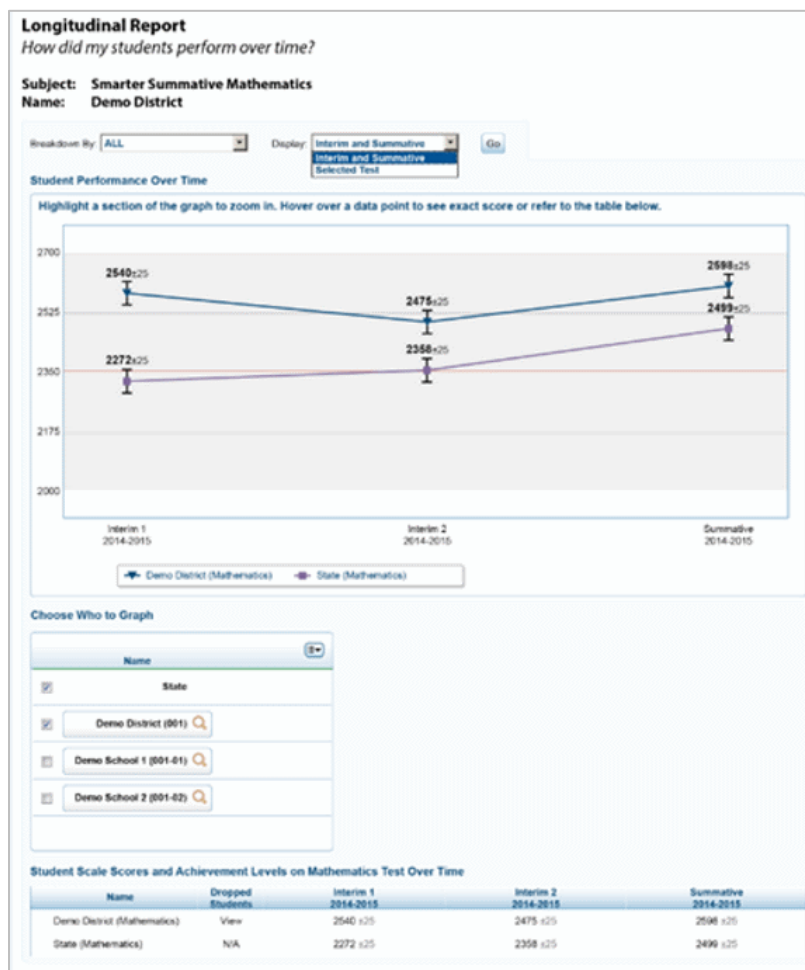 Longitudinal Report
How did my students perform over time?
Subject: Smarter Summative Mathematics
Name: Demo District
Breakdown By: ALL Display: Interim and Summative Go
Interim and Summative
Selected Test
Student Performance Over Time
Highlight a section of the graph to zoom in. Hover over a data point to see exact score or refer to the table below.
2700
2598±25
2540±25
2475±25
2499±25
2525
2358±25
2272±25
2350
2175
2000
Interim 1 Interim 2 Summative
2014-2015 2014-2015 2014-2015
Demo District (Mathematics) State (Mathematics)
Choose Who to Graph
Name
State
Demo District (001)
Demo School 1 (001-01)
Demo School 2 (001-02)
Student Scale Scores and Achievement Levels on Mathematics Test Over Time
Name Dropped Students Interim 1 2014-2015 Interim 2 2014-2015 Summative 2014-2015
Demo District (Mathematics) View 2540 ±25 2475 ±25 2598 ±25
State (Mathematics) N/A 2272 ±25 2358 ±25 2499 ±25